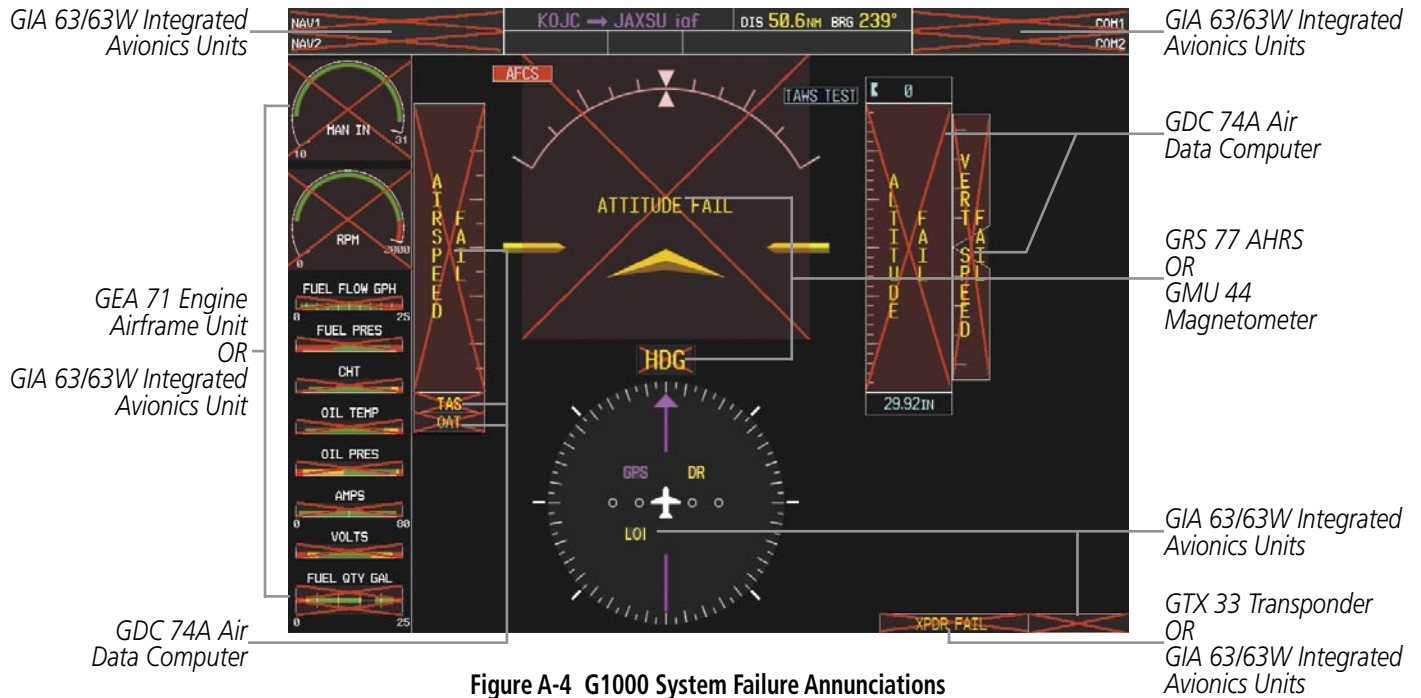 GIA 63/63W Integrated
Avionics Units
NAV1
NAV2
KOJC → JAXSU iaf
DIS 50.6NM BRG 239°
COM1
COM2
GIA 63/63W Integrated
Avionics Units
AFCS
TAWS TEST
0
GDC 74A Air
Data Computer
MAN IN
10
31
RPM
0
2000
AIRSPEED FAIL
ATTITUDE FAIL
ALTITUDE FAIL
VERT SPEED FAIL
GRS 77 AHRS
OR
GMU 44
Magnetometer
GEA 71 Engine
Airframe Unit
OR
GIA 63/63W Integrated
Avionics Unit
FUEL FLOW GPH
0
25
FUEL PRES
CHT
OIL TEMP
OIL PRES
AMPS
0
80
VOLTS
FUEL QTY GAL
0
25
HDG
TAS
OAT
29.92IN
GPS
DR
LOI
GIA 63/63W Integrated
Avionics Units
XPDR FAIL
GTX 33 Transponder
OR
GIA 63/63W Integrated
Avionics Units
GDC 74A Air
Data Computer
Figure A-4 G1000 System Failure Annunciations